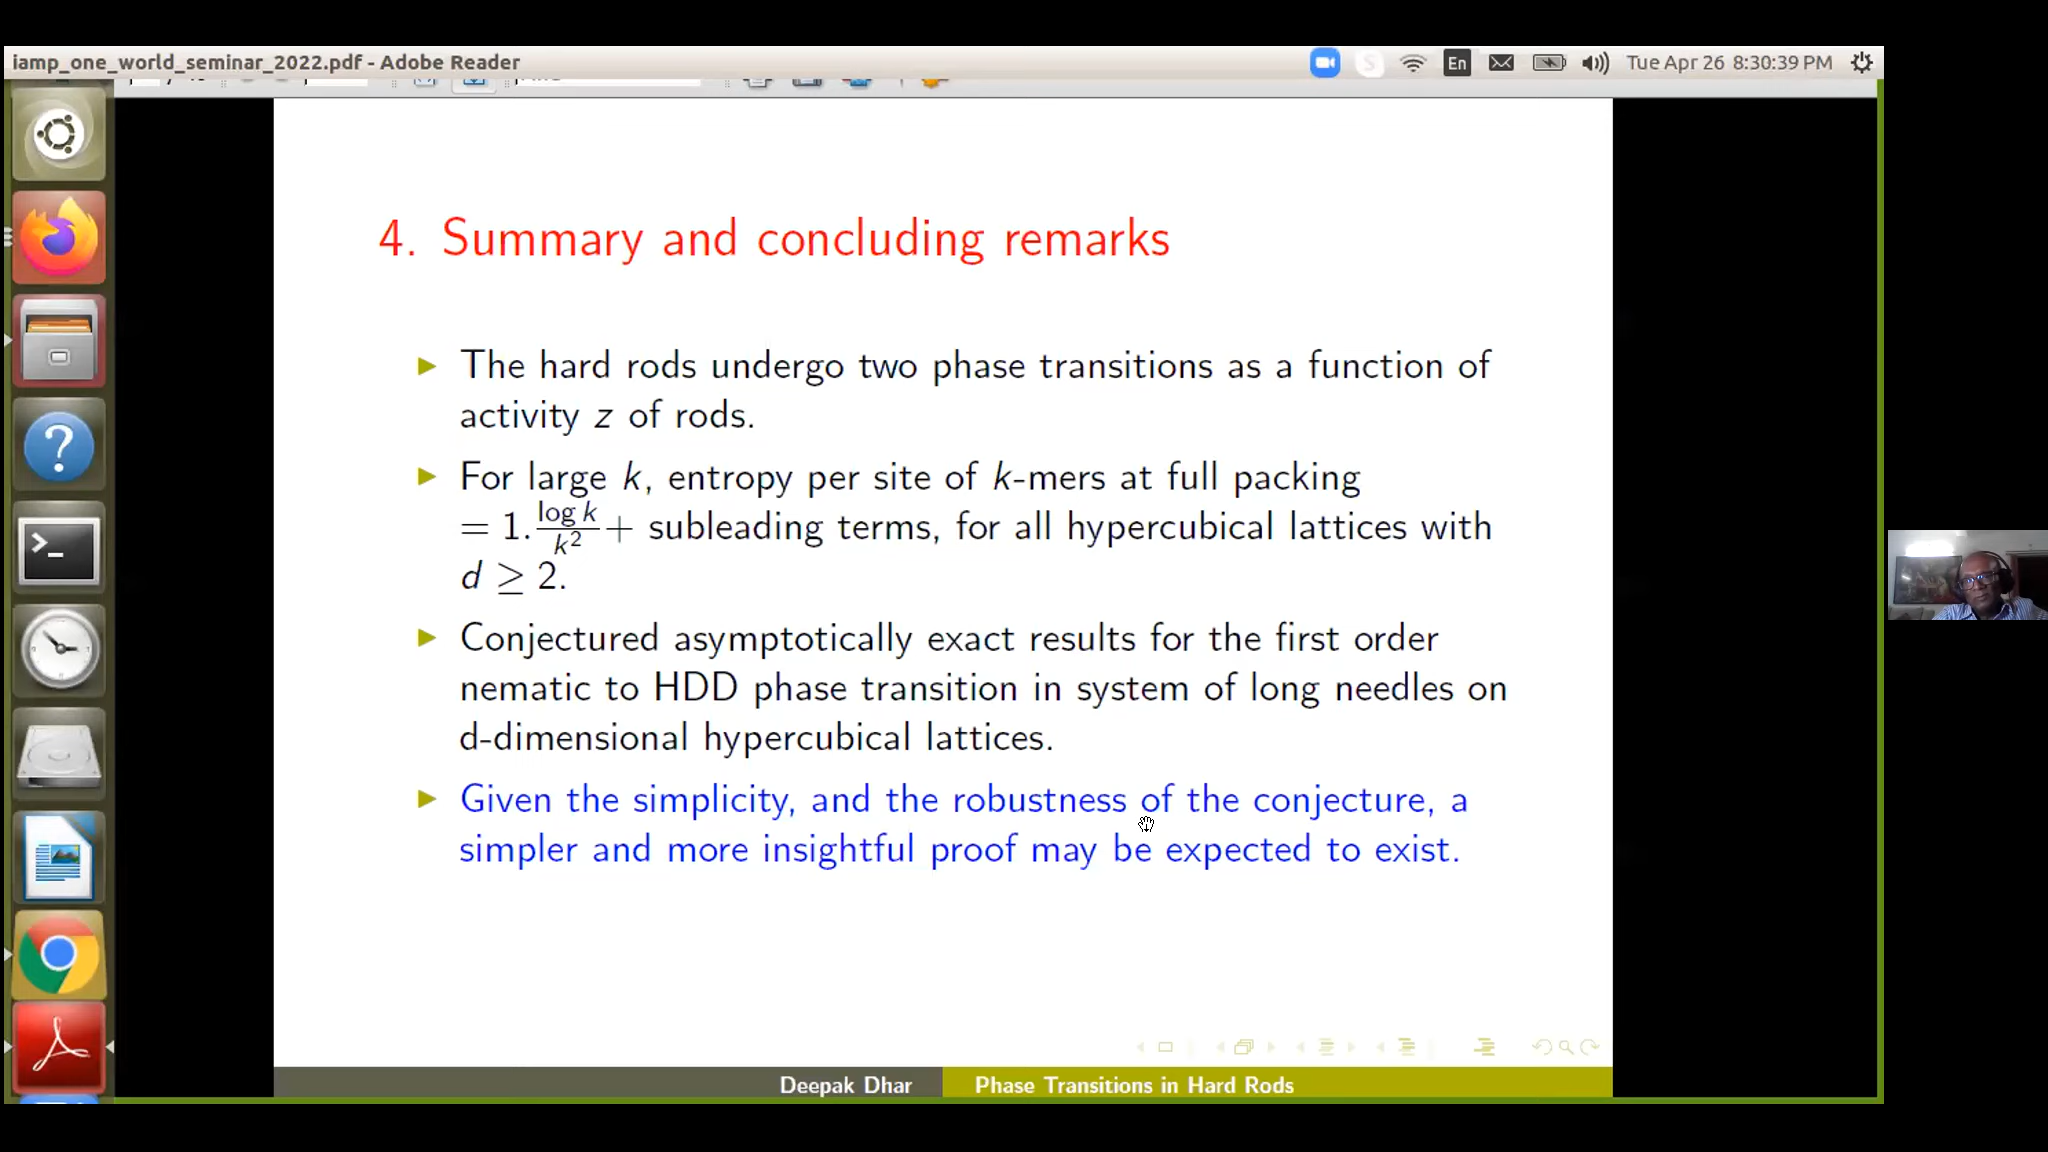 iamp_one_world_seminar_2022.pdf - Adobe Reader
En
Tue Apr 26 8:30:39 PM
4. Summary and concluding remarks
The hard rods undergo two phase transitions as a function of
activity z of rods.
For large k, entropy per site of k-mers at full packing
= 1. log k / k² + subleading terms, for all hypercubical lattices with
d ≥ 2.
Conjectured asymptotically exact results for the first order
nematic to HDD phase transition in system of long needles on
d-dimensional hypercubical lattices.
Given the simplicity, and the robustness of the conjecture, a
simpler and more insightful proof may be expected to exist.
Deepak Dhar
Phase Transitions in Hard Rods